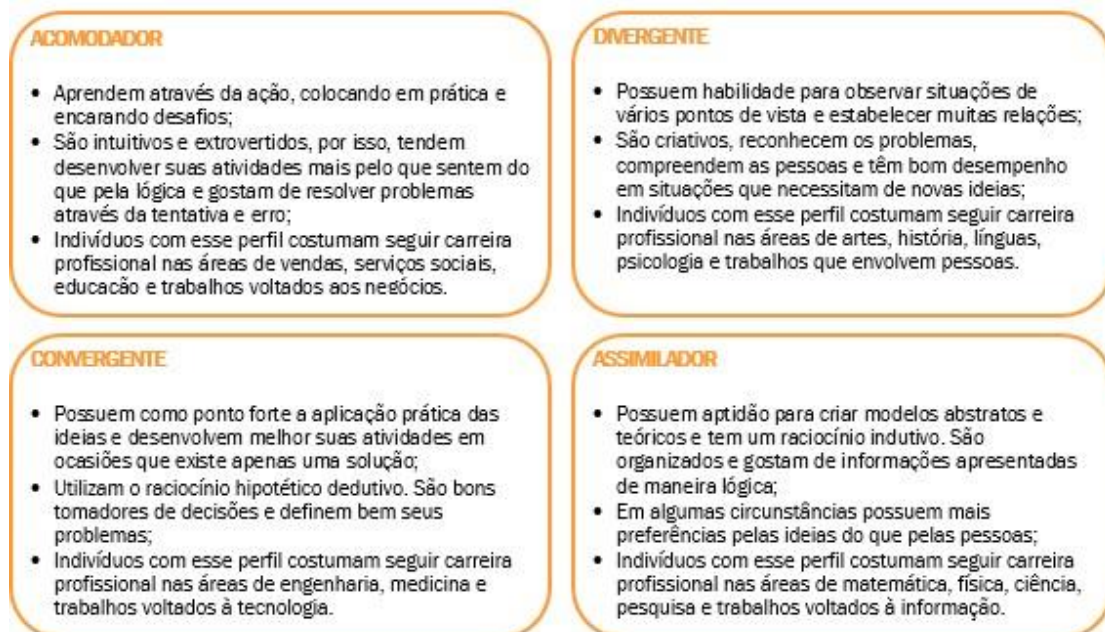 ACOMODADOR
• Aprendem através da ação, colocando em prática e
encarando desafios;
• São intuitivos e extrovertidos, por isso, tendem
desenvolver suas atividades mais pelo que sentem do
que pela lógica e gostam de resolver problemas
através da tentativa e erro;
• Indivíduos com esse perfil costumam seguir carreira
profissional nas áreas de vendas, serviços sociais,
educação e trabalhos voltados aos negócios.
DIVERGENTE
• Possuem habilidade para observar situações de
vários pontos de vista e estabelecer muitas relações;
• São criativos, reconhecem os problemas,
compreendem as pessoas e têm bom desempenho
em situações que necessitam de novas ideias;
• Indivíduos com esse perfil costumam seguir carreira
profissional nas áreas de artes, história, línguas,
psicologia e trabalhos que envolvem pessoas.
CONVERGENTE
• Possuem como ponto forte a aplicação prática das
ideias e desenvolvem melhor suas atividades em
ocasiões que existe apenas uma solução;
• Utilizam o raciocínio hipotético dedutivo. São bons
tomadores de decisões e definem bem seus
problemas;
• Indivíduos com esse perfil costumam seguir carreira
profissional nas áreas de engenharia, medicina e
trabalhos voltados à tecnologia.
ASSIMILADOR
• Possuem aptidão para criar modelos abstratos e
teóricos e tem um raciocínio indutivo. São
organizados e gostam de informações apresentadas
de maneira lógica;
• Em algumas circunstâncias possuem mais
preferências pelas ideias do que pelas pessoas;
• Indivíduos com esse perfil costumam seguir carreira
profissional nas áreas de matemática, física, ciência,
pesquisa e trabalhos voltados à informação.